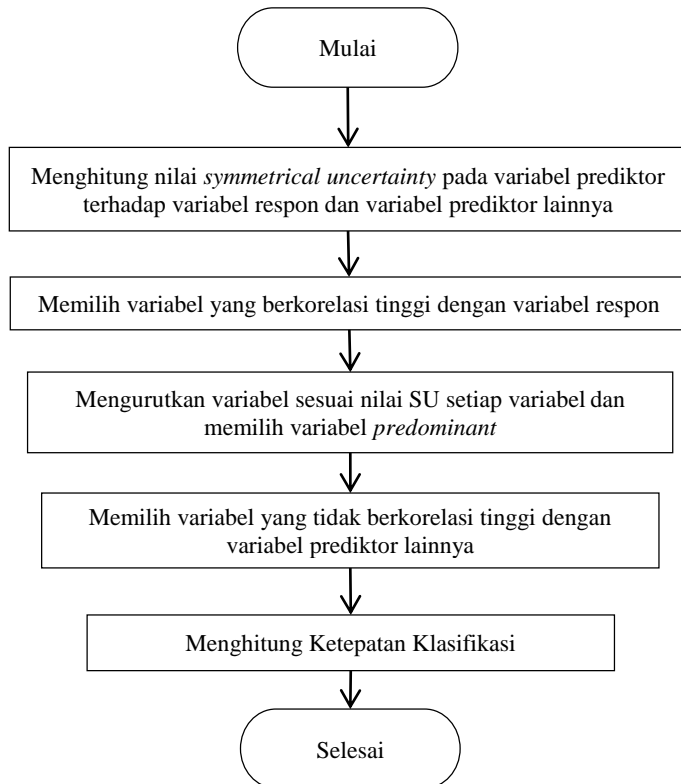 Mulai
Menghitung nilai symmetrical uncertainty pada variabel prediktor
terhadap variabel respon dan variabel prediktor lainnya
Memilih variabel yang berkorelasi tinggi dengan variabel respon
Mengurutkan variabel sesuai nilai SU setiap variabel dan
memilih variabel predominant
Memilih variabel yang tidak berkorelasi tinggi dengan
variabel prediktor lainnya
Menghitung Ketepatan Klasifikasi
Selesai